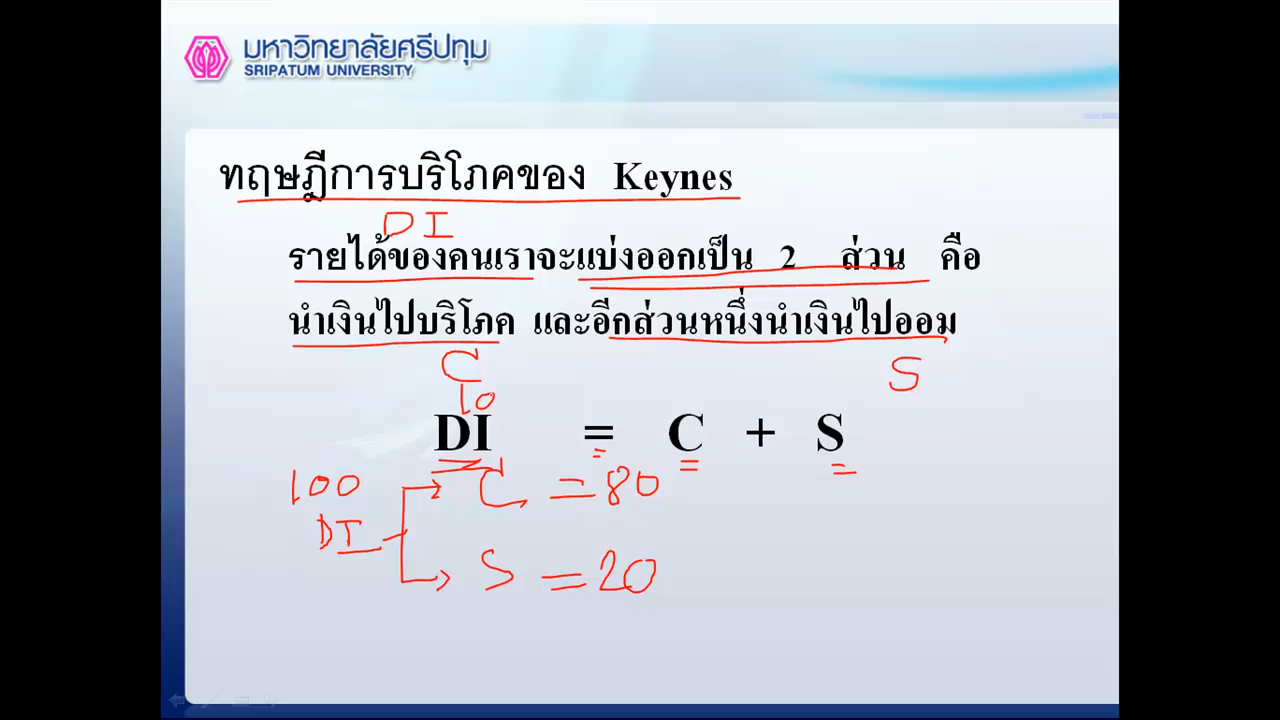 มหาวิทยาลัยศรีปทุม
SRIPATUM UNIVERSITY
ทฤษฎีการบริโภคของ Keynes
DI
รายได้ของคนเราจะแบ่งออกเป็น 2 ส่วน คือ
นำเงินไปบริโภค และอีกส่วนหนึ่งนำเงินไปออม
C S
10
DI = C + S
100 C = 80
DI
S = 20